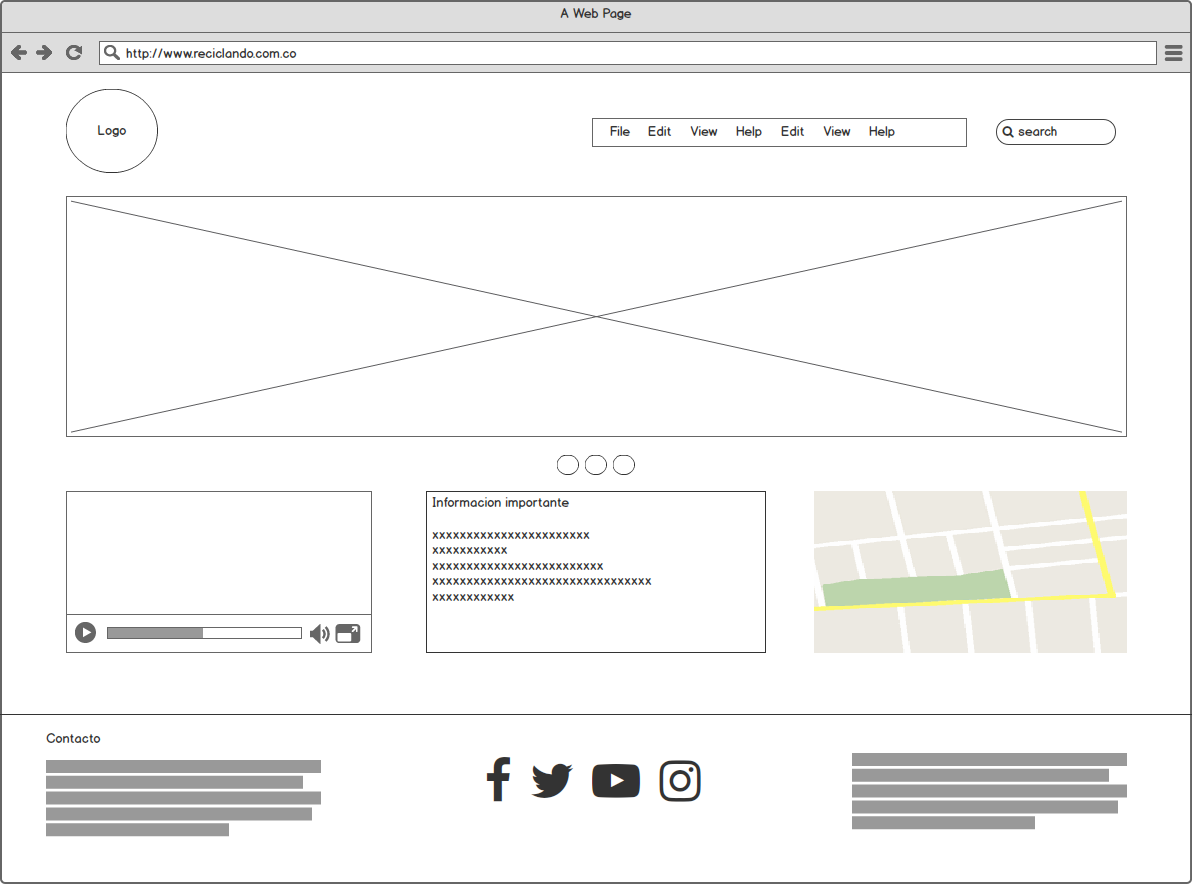 A Web Page
http://www.reciclando.com.co
Logo
File Edit View Help Edit View Help
search
Informacion importante
xxxxxxxxxxxxxxxxxxxxxxx
xxxxxxxxxxx
xxxxxxxxxxxxxxxxxxxxxxxxx
xxxxxxxxxxxxxxxxxxxxxxxxxxxxxxxx
xxxxxxxxxxxx
Contacto